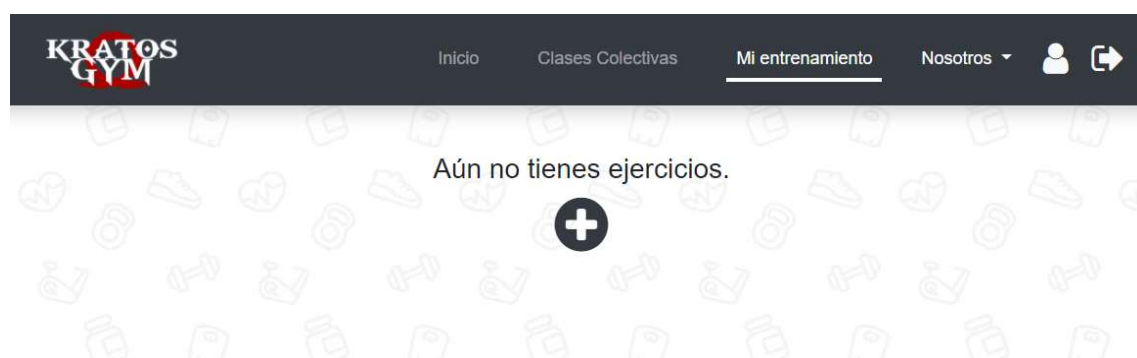 KRATOS
GYM
Inicio Clases Colectivas Mi entrenamiento Nosotros
Aún no tienes ejercicios.